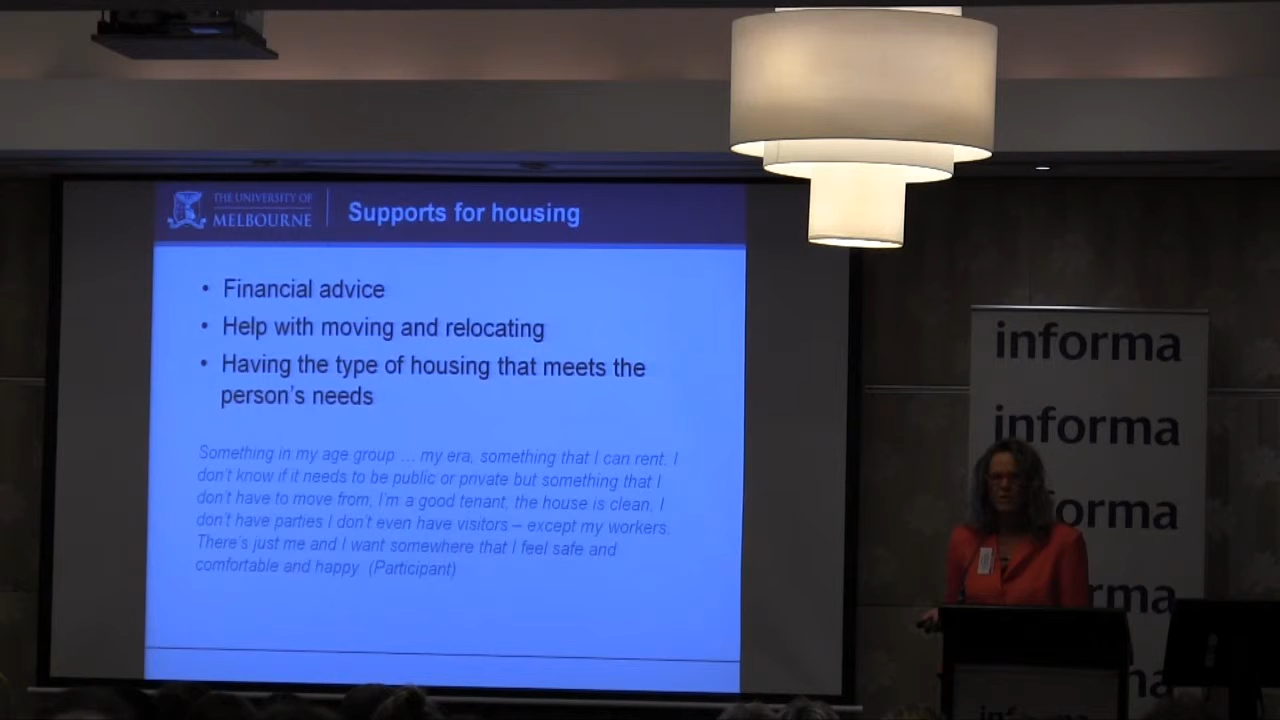 THE UNIVERSITY OF
MELBOURNE
Supports for housing
• Financial advice
• Help with moving and relocating
• Having the type of housing that meets the
person's needs
Something in my age group ... my era, something that I can rent. I
don't know if it needs to be public or private but something that I
don't have to move from, I'm a good tenant, the house is clean, I
don't have parties I don't even have visitors – except my workers.
There's just me and I want somewhere that I feel safe and
comfortable and happy (Participant)
informa
informa
orma
rma
na
informa